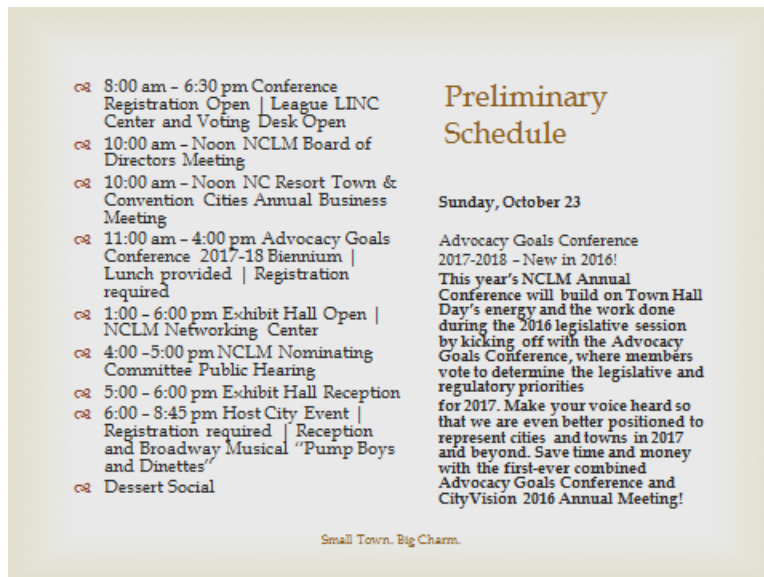 8:00 am – 6:30 pm Conference
Registration Open | League LINC
Center and Voting Desk Open
10:00 am – Noon NCLM Board of
Directors Meeting
10:00 am – Noon NC Resort Town &
Convention Cities Annual Business
Meeting
11:00 am – 4:00 pm Advocacy Goals
Conference 2017-18 Biennium |
Lunch provided | Registration
required
1:00 – 6:00 pm Exhibit Hall Open |
NCLM Networking Center
4:00 –5:00 pm NCLM Nominating
Committee Public Hearing
5:00 – 6:00 pm Exhibit Hall Reception
6:00 – 8:45 pm Host City Event |
Registration required | Reception
and Broadway Musical “Pump Boys
and Dinettes”
Dessert Social
Preliminary
Schedule
Sunday, October 23
Advocacy Goals Conference
2017-2018 – New in 2016!
This year’s NCLM Annual
Conference will build on Town Hall
Day’s energy and the work done
during the 2016 legislative session
by kicking off with the Advocacy
Goals Conference, where members
vote to determine the legislative and
regulatory priorities
for 2017. Make your voice heard so
that we are even better positioned to
represent cities and towns in 2017
and beyond. Save time and money
with the first-ever combined
Advocacy Goals Conference and
CityVision 2016 Annual Meeting!
Small Town. Big Charm.